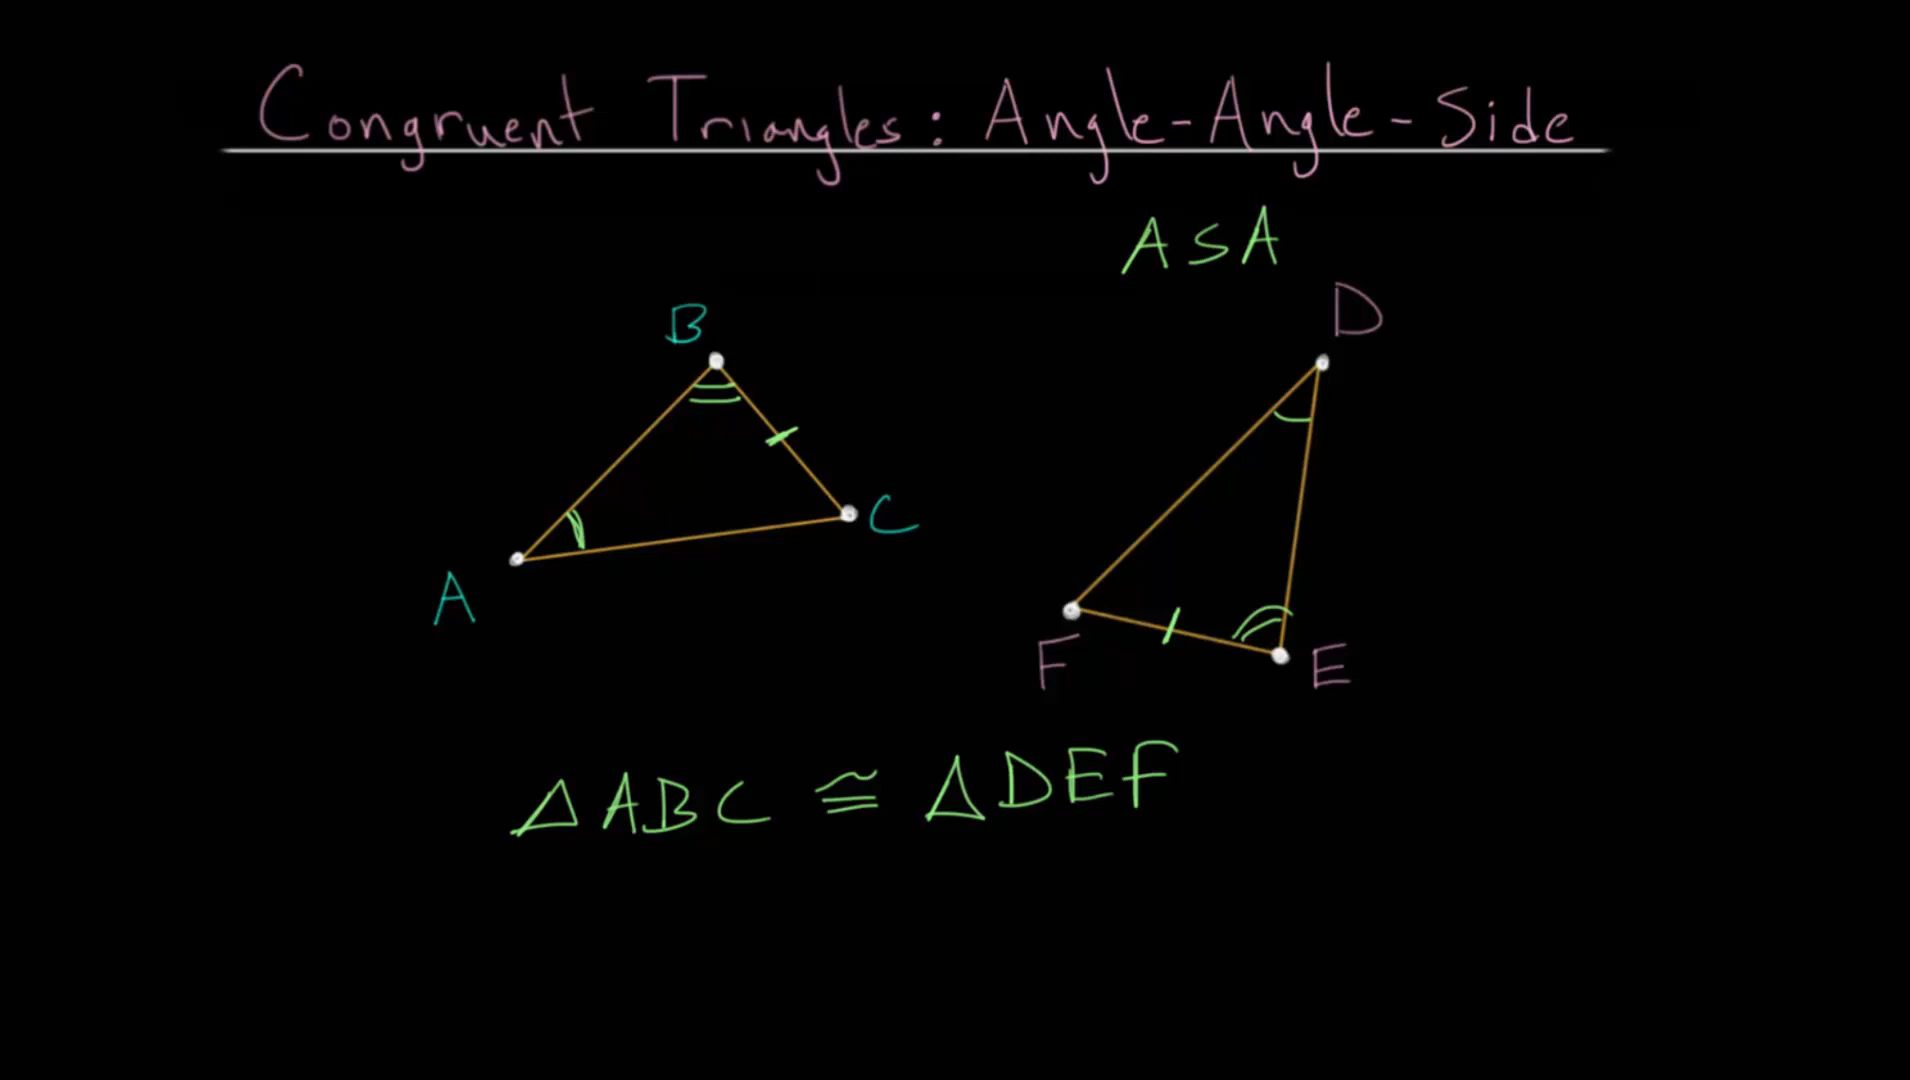 Congruent Triangles: Angle-Angle-Side
ASA
B
D
C
A
F
E
△ABC ≅ △DEF